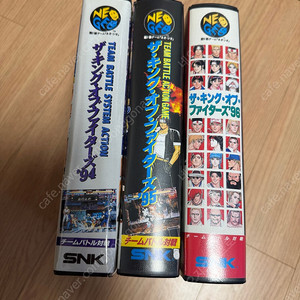 NEO GEO
TEAM BATTLE SYSTEM ACTION
ザ・キング・オブ・ファイターズ'94
チームバトル対戦
SNK
NEO GEO
TEAM BATTLE ACTION GAME
ザ・キング・オブ・ファイターズ'95
チームバトル対戦
SNK
NEO GEO
ザ・キング・オブ・
ファイターズ'96
チームバトル対戦
SNK